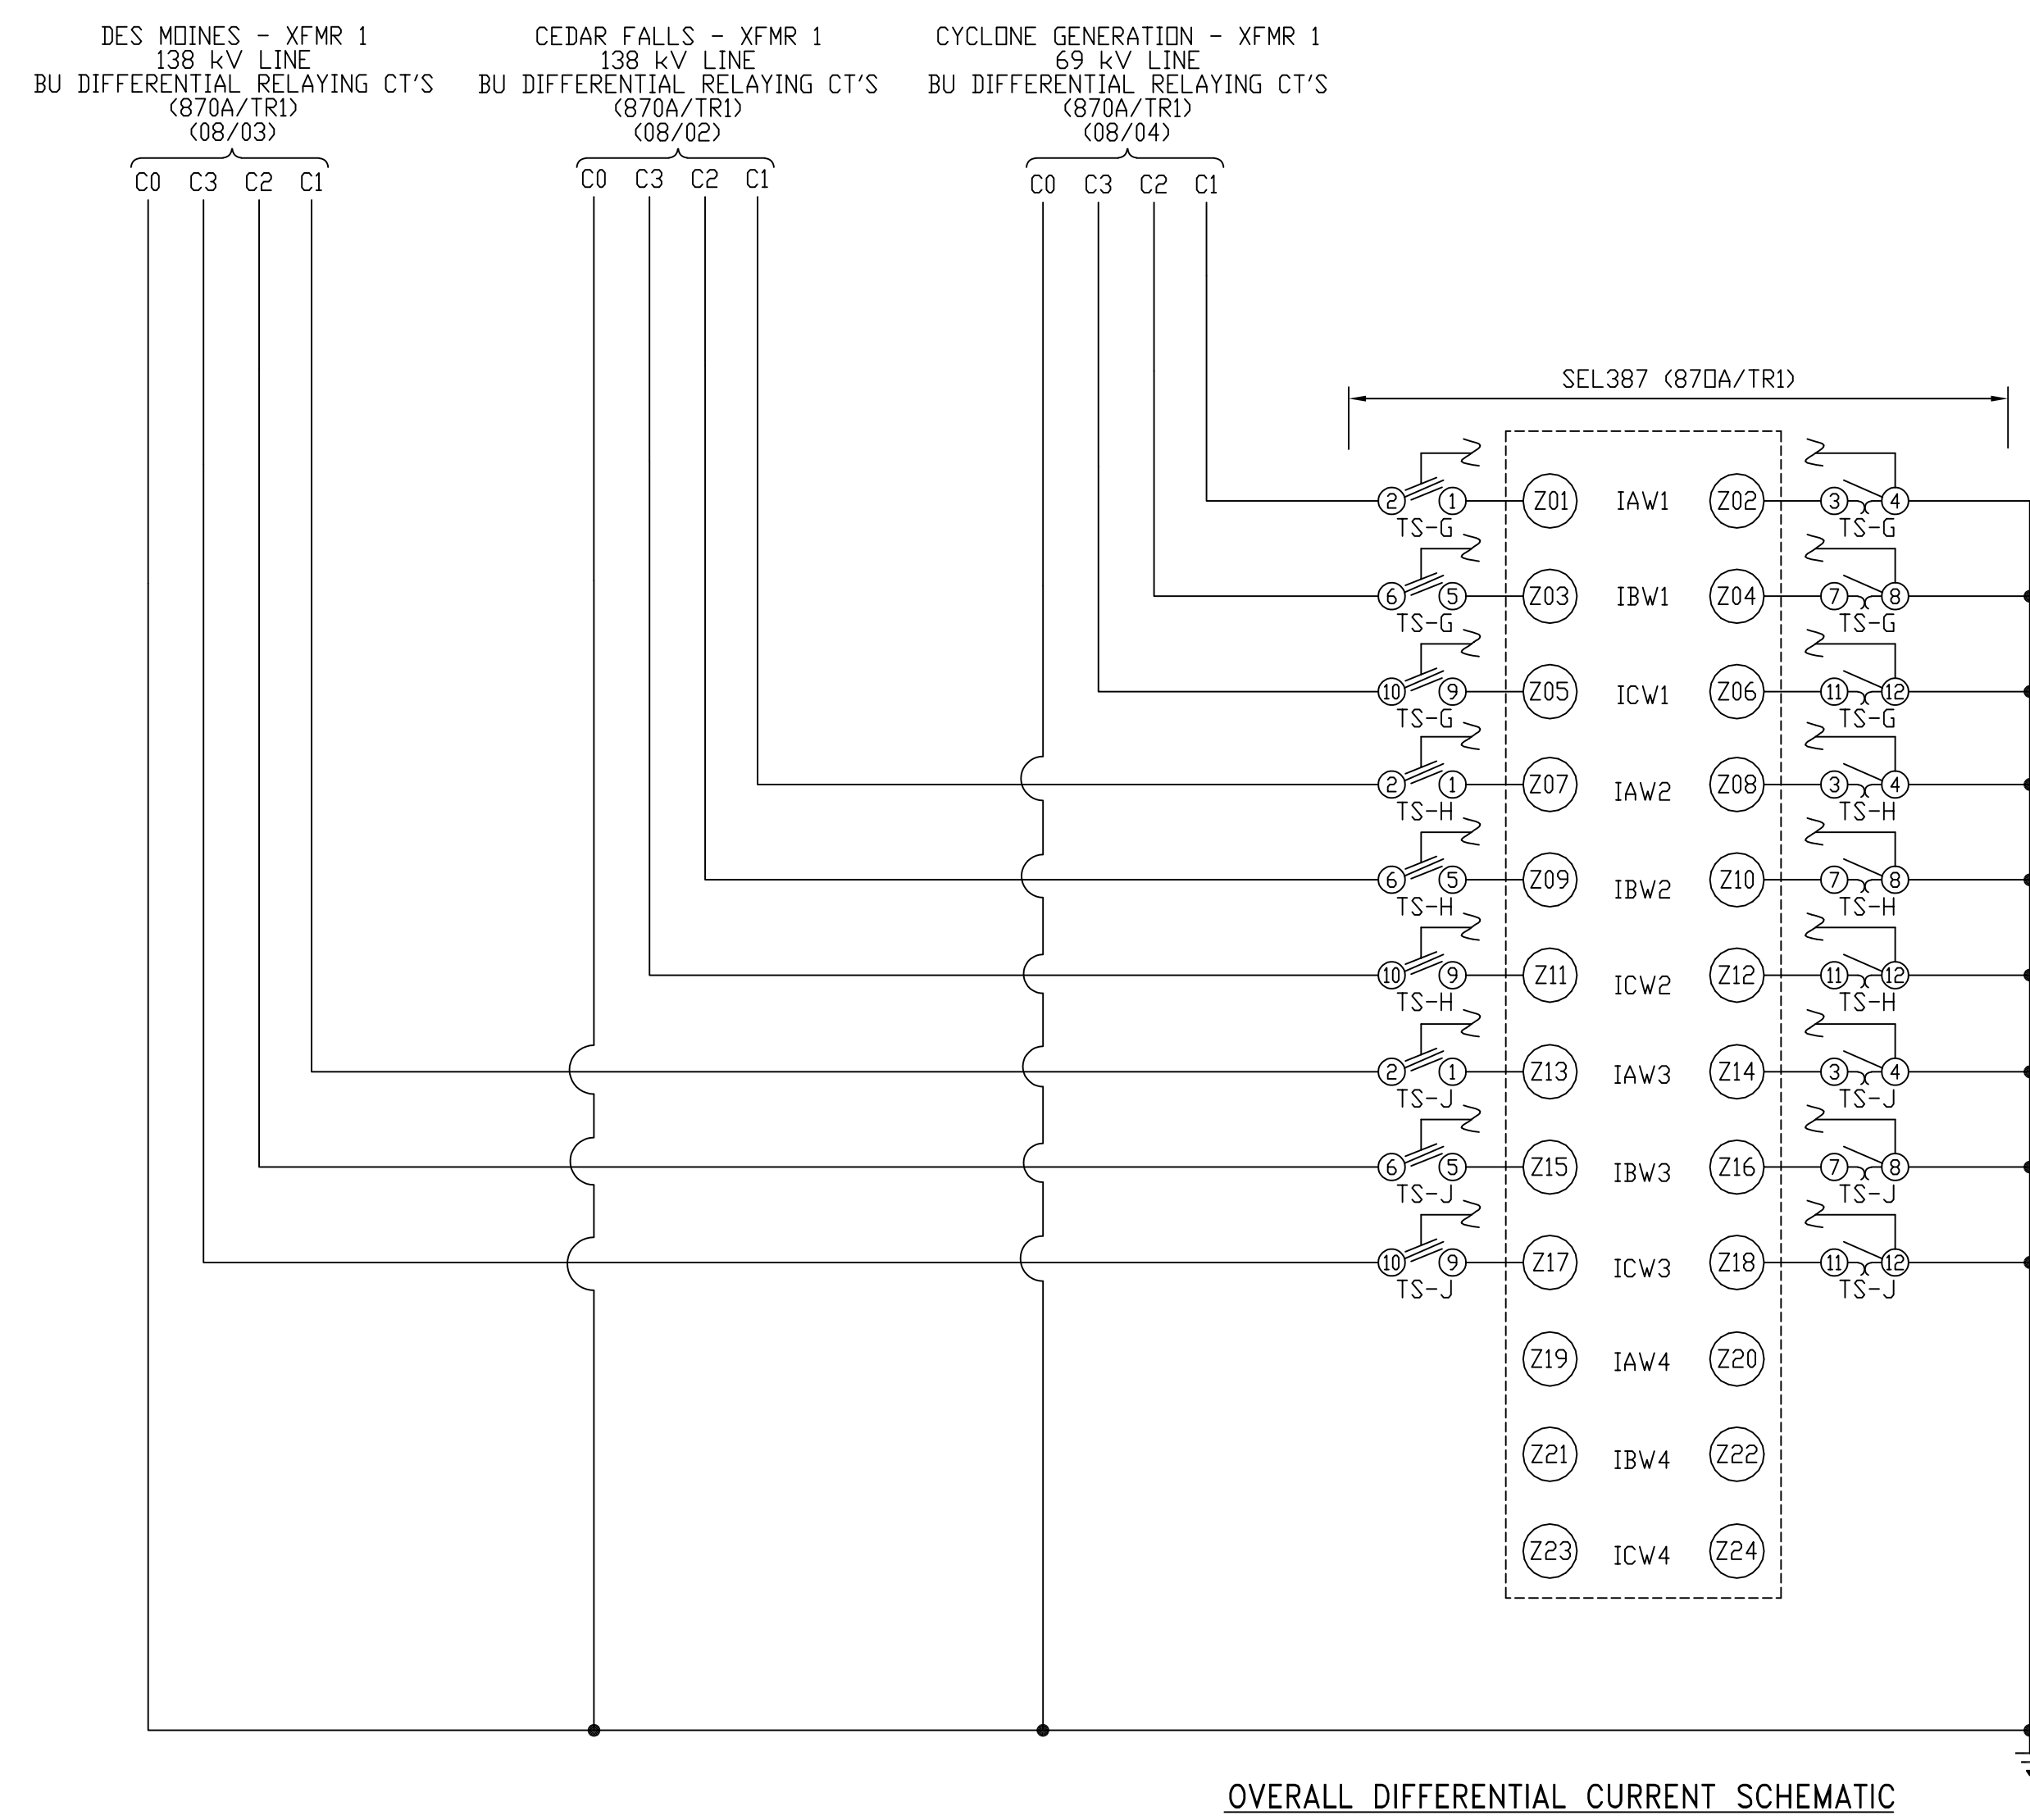 DES MOINES - XFMR 1
138 kV LINE
BU DIFFERENTIAL RELAYING CT'S
(870A/TR1)
(08/03)
C0 C3 C2 C1
CEDAR FALLS - XFMR 1
138 kV LINE
BU DIFFERENTIAL RELAYING CT'S
(870A/TR1)
(08/02)
C0 C3 C2 C1
CYCLONE GENERATION - XFMR 1
69 kV LINE
BU DIFFERENTIAL RELAYING CT'S
(870A/TR1)
(08/04)
C0 C3 C2 C1
SEL387 (870A/TR1)
2 1 Z01 IAW1 Z02 3 4
TS-G TS-G
6 5 Z03 IBW1 Z04 7 8
TS-G TS-G
10 9 Z05 ICW1 Z06 11 12
TS-G TS-G
2 1 Z07 IAW2 Z08 3 4
TS-H TS-H
6 5 Z09 IBW2 Z10 7 8
TS-H TS-H
10 9 Z11 ICW2 Z12 11 12
TS-H TS-H
2 1 Z13 IAW3 Z14 3 4
TS-J TS-J
6 5 Z15 IBW3 Z16 7 8
TS-J TS-J
10 9 Z17 ICW3 Z18 11 12
TS-J TS-J
Z19 IAW4 Z20
Z21 IBW4 Z22
Z23 ICW4 Z24
OVERALL DIFFERENTIAL CURRENT SCHEMATIC